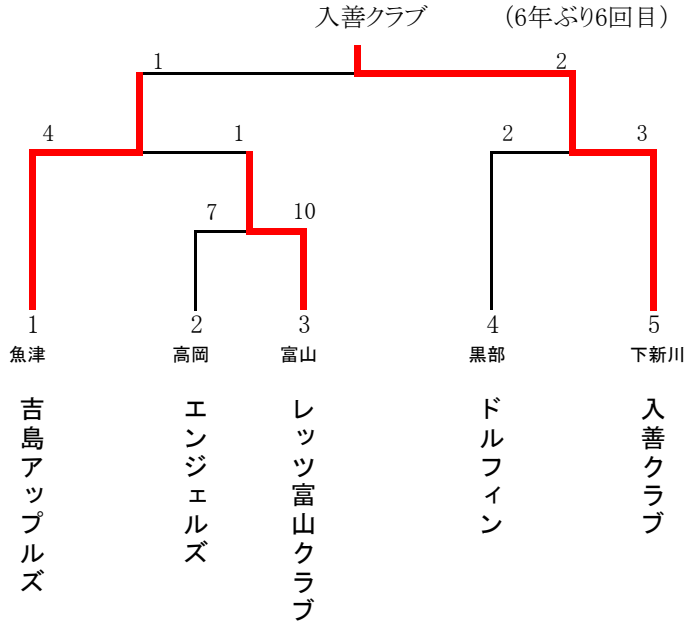 入善クラブ (6年ぶり6回目)
1 2
4 1 2 3
7 10
1 2 3 4 5
魚津 高岡 富山 黒部 下新川
吉島アップルズ
エンジェルズ
レッツ富山クラブ
ドルフィン
入善クラブ